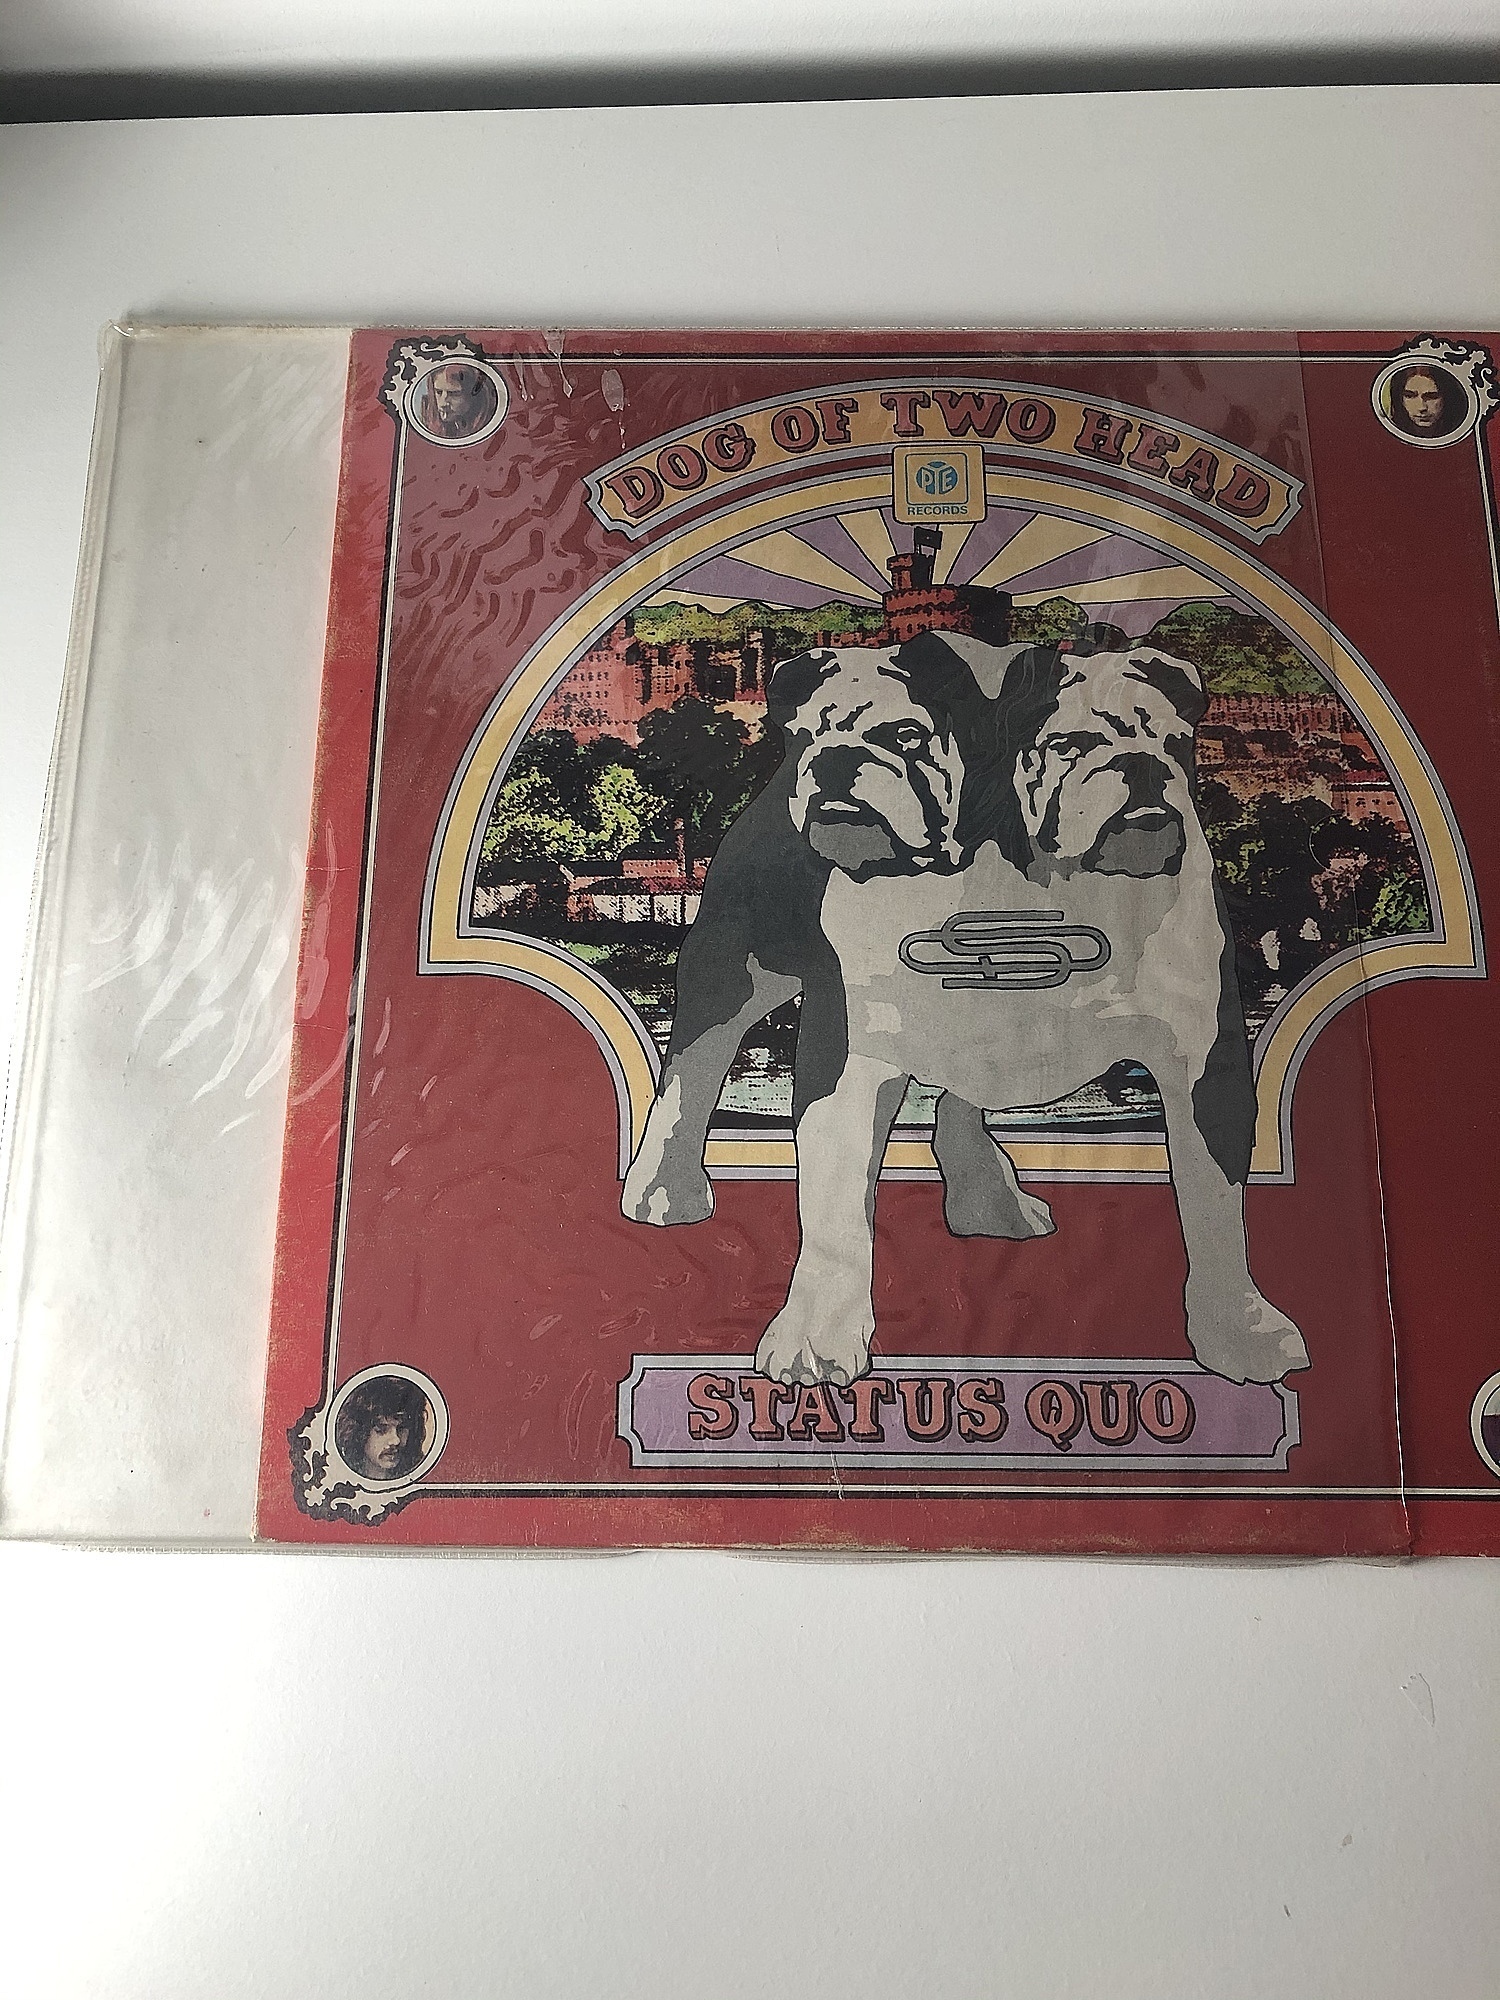 DOG OF TWO HEAD
PYE
RECORDS
STATUS QUO